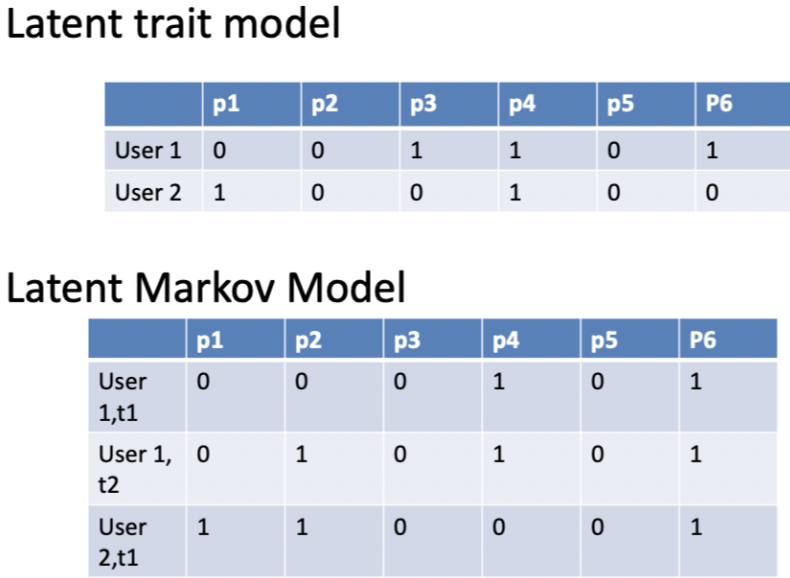 Latent trait model
p1 p2 p3 p4 p5 P6
User 1 0 0 1 1 0 1
User 2 1 0 0 1 0 0
Latent Markov Model
p1 p2 p3 p4 p5 P6
User 0 0 0 1 0 1
1,t1
User 1, 0 1 0 1 0 1
t2
User 1 1 0 0 0 1
2,t1